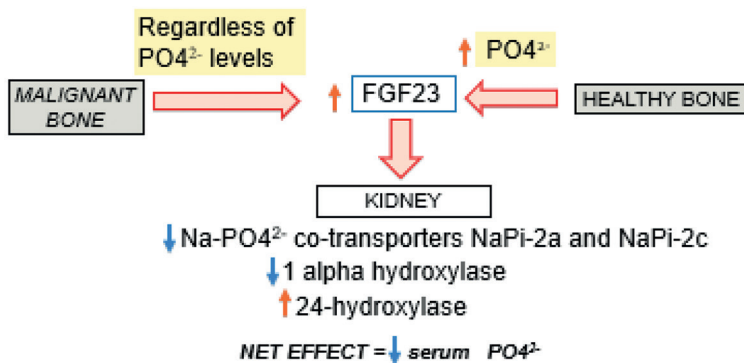 Regardless of
PO4²⁻ levels
↑ PO4²⁻
MALIGNANT
BONE
↑ FGF23
HEALTHY BONE
KIDNEY
↓Na-PO4²⁻ co-transporters NaPi-2a and NaPi-2c
↓1 alpha hydroxylase
↑24-hydroxylase
NET EFFECT = ↓ serum PO4²⁻